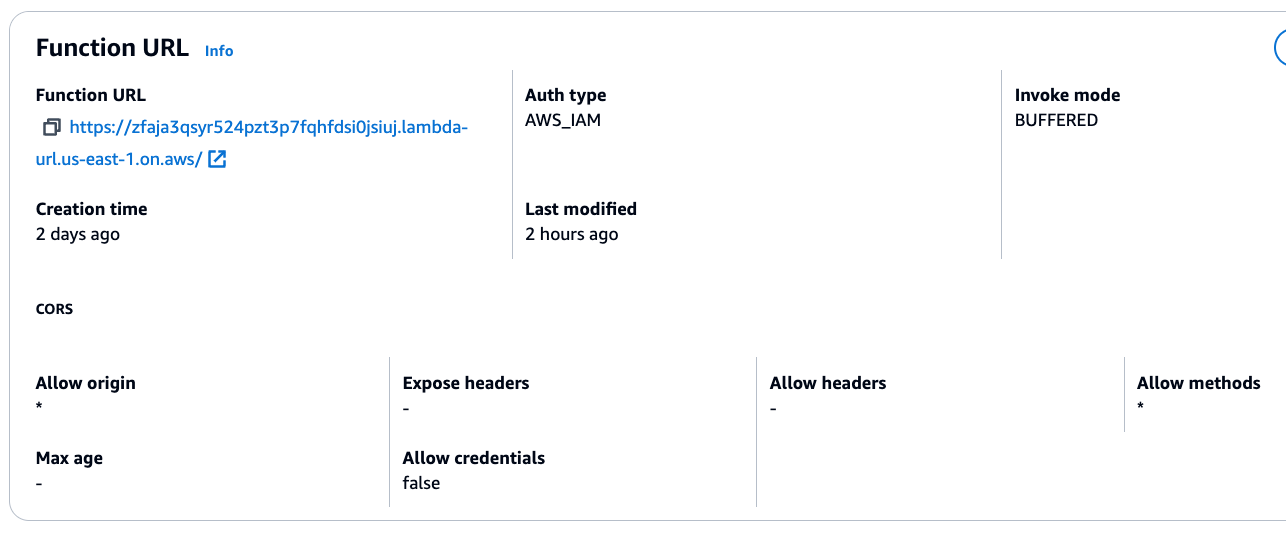 Function URL Info
Function URL
https://zfaja3qsyr524pzt3p7fqhfdsi0jsiuj.lambda-
url.us-east-1.on.aws/
Auth type
AWS_IAM
Invoke mode
BUFFERED
Creation time
2 days ago
Last modified
2 hours ago
CORS
Allow origin
*
Expose headers
-
Allow headers
-
Allow methods
*
Max age
-
Allow credentials
false